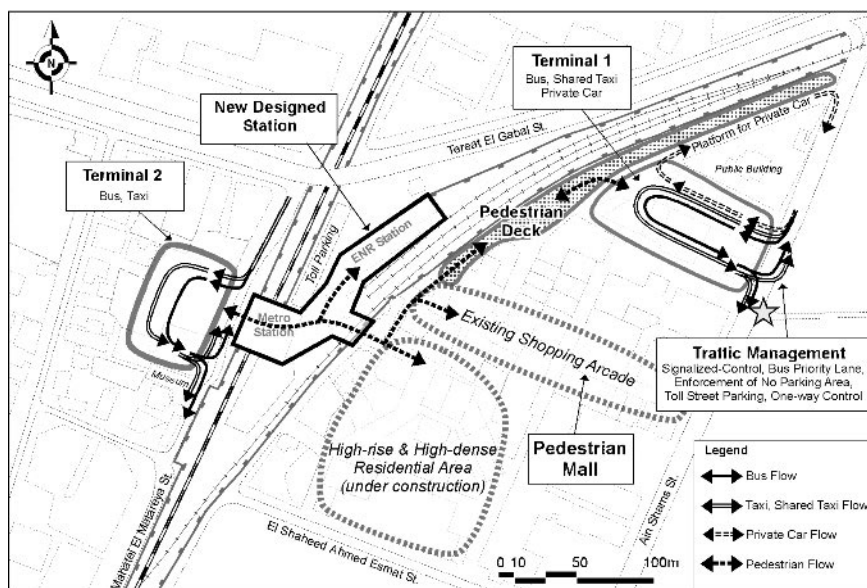 N
Terminal 1
Bus, Shared Taxi
Private Car
New Designed
Station
Tereat El Gabal St.
Platform for Private Car
Public Building
Terminal 2
Bus, Taxi
Toll Parking
ENR Station
Pedestrian
Deck
Metro
Station
Existing Shopping Arcade
Museum
Traffic Management
Signalized-Control, Bus Priority Lane,
Enforcement of No Parking Area,
Toll Street Parking, One-way Control
High-rise & High-dense
Residential Area
(under construction)
Pedestrian
Mall
Mahatet El Matareya St.
El Shaheed Ahmed Esmat St.
Ain Shams St.
Legend
Bus Flow
Taxi, Shared Taxi Flow
Private Car Flow
Pedestrian Flow
0 10 50 100m